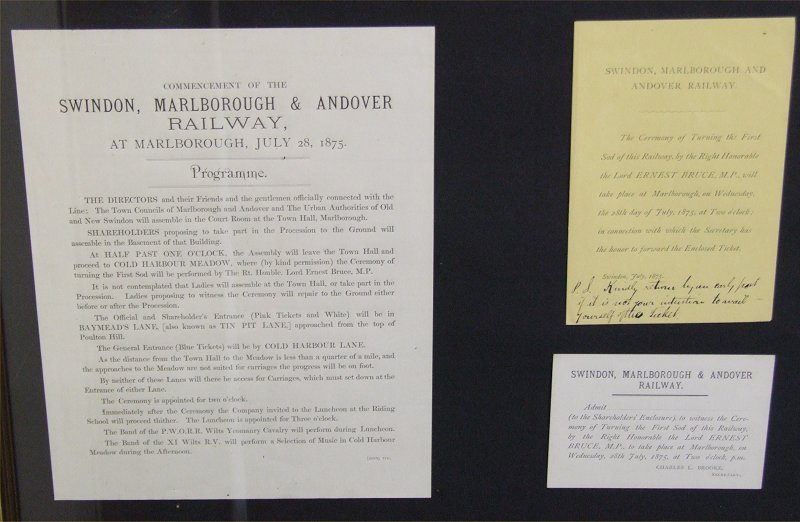 COMMENCEMENT OF THE
SWINDON, MARLBOROUGH & ANDOVER
RAILWAY,
AT MARLBOROUGH, JULY 28, 1875.
Programme.
THE DIRECTORS and their Friends and the gentlemen officially connected with the
Line: The Town Councils of Marlborough and Andover and The Urban Authorities of Old
and New Swindon will assemble in the Court Room at the Town Hall, Marlborough.
SHAREHOLDERS proposing to take part in the Procession to the Ground will
assemble in the Basement of that Building.
At HALF PAST ONE O'CLOCK, the Assembly will leave the Town Hall and
proceed to COLD HARBOUR MEADOW, where (by kind permission) the Ceremony of
turning the First Sod will be performed by The Rt. Honble. Lord Ernest Bruce, M.P.
It is not contemplated that Ladies will assemble at the Town Hall, or take part in the
Procession. Ladies proposing to witness the Ceremony will repair to the Ground either
before or after the Procession.
The Official and Shareholder's Entrance (Pink Tickets and White) will be in
BAYMEAD'S LANE, [also known as TIN PIT LANE,] approached from the top of
Poulton Hill.
The General Entrance (Blue Tickets) will be by COLD HARBOUR LANE.
As the distance from the Town Hall to the Meadow is less than a quarter of a mile, and
the approaches to the Meadow are not suited for carriages the progress will be on foot.
By neither of these Lanes will there be access for Carriages, which must set down at the
Entrance of either Lane.
The Ceremony is appointed for two o'clock.
Immediately after the Ceremony the Company invited to the Luncheon at the Riding
School will proceed thither. The Luncheon is appointed for Three o'clock.
The Band of the P.W.O.R.R. Wilts Yeomanry Cavalry will perform during Luncheon.
The Band of the XI Wilts R.V. will perform a Selection of Music in Cold Harbour
Meadow during the Afternoon.
SWINDON, MARLBOROUGH AND
ANDOVER RAILWAY.
The Ceremony of Turning the First
Sod of this Railway, by the Right Honorable
the Lord ERNEST BRUCE, M.P., will
take place at Marlborough, on Wednesday,
the 28th day of July, 1875, at Two o'clock;
in connection with which the Secretary has
the honor to forward the Enclosed Ticket.
Swindon, July, 1875.
P.S. Kindly return by an early post
if it is not your intention to avail
yourself of this ticket
SWINDON, MARLBOROUGH & ANDOVER
RAILWAY.
Admit
(to the Shareholders' Enclosure), to witness the Cere-
mony of Turning the First Sod of this Railway,
by the Right Honorable the Lord ERNEST
BRUCE, M.P., to take place at Marlborough, on
Wednesday, 28th July, 1875, at Two o'clock, p.m.
CHARLES L. BROOKE,
SECRETARY.